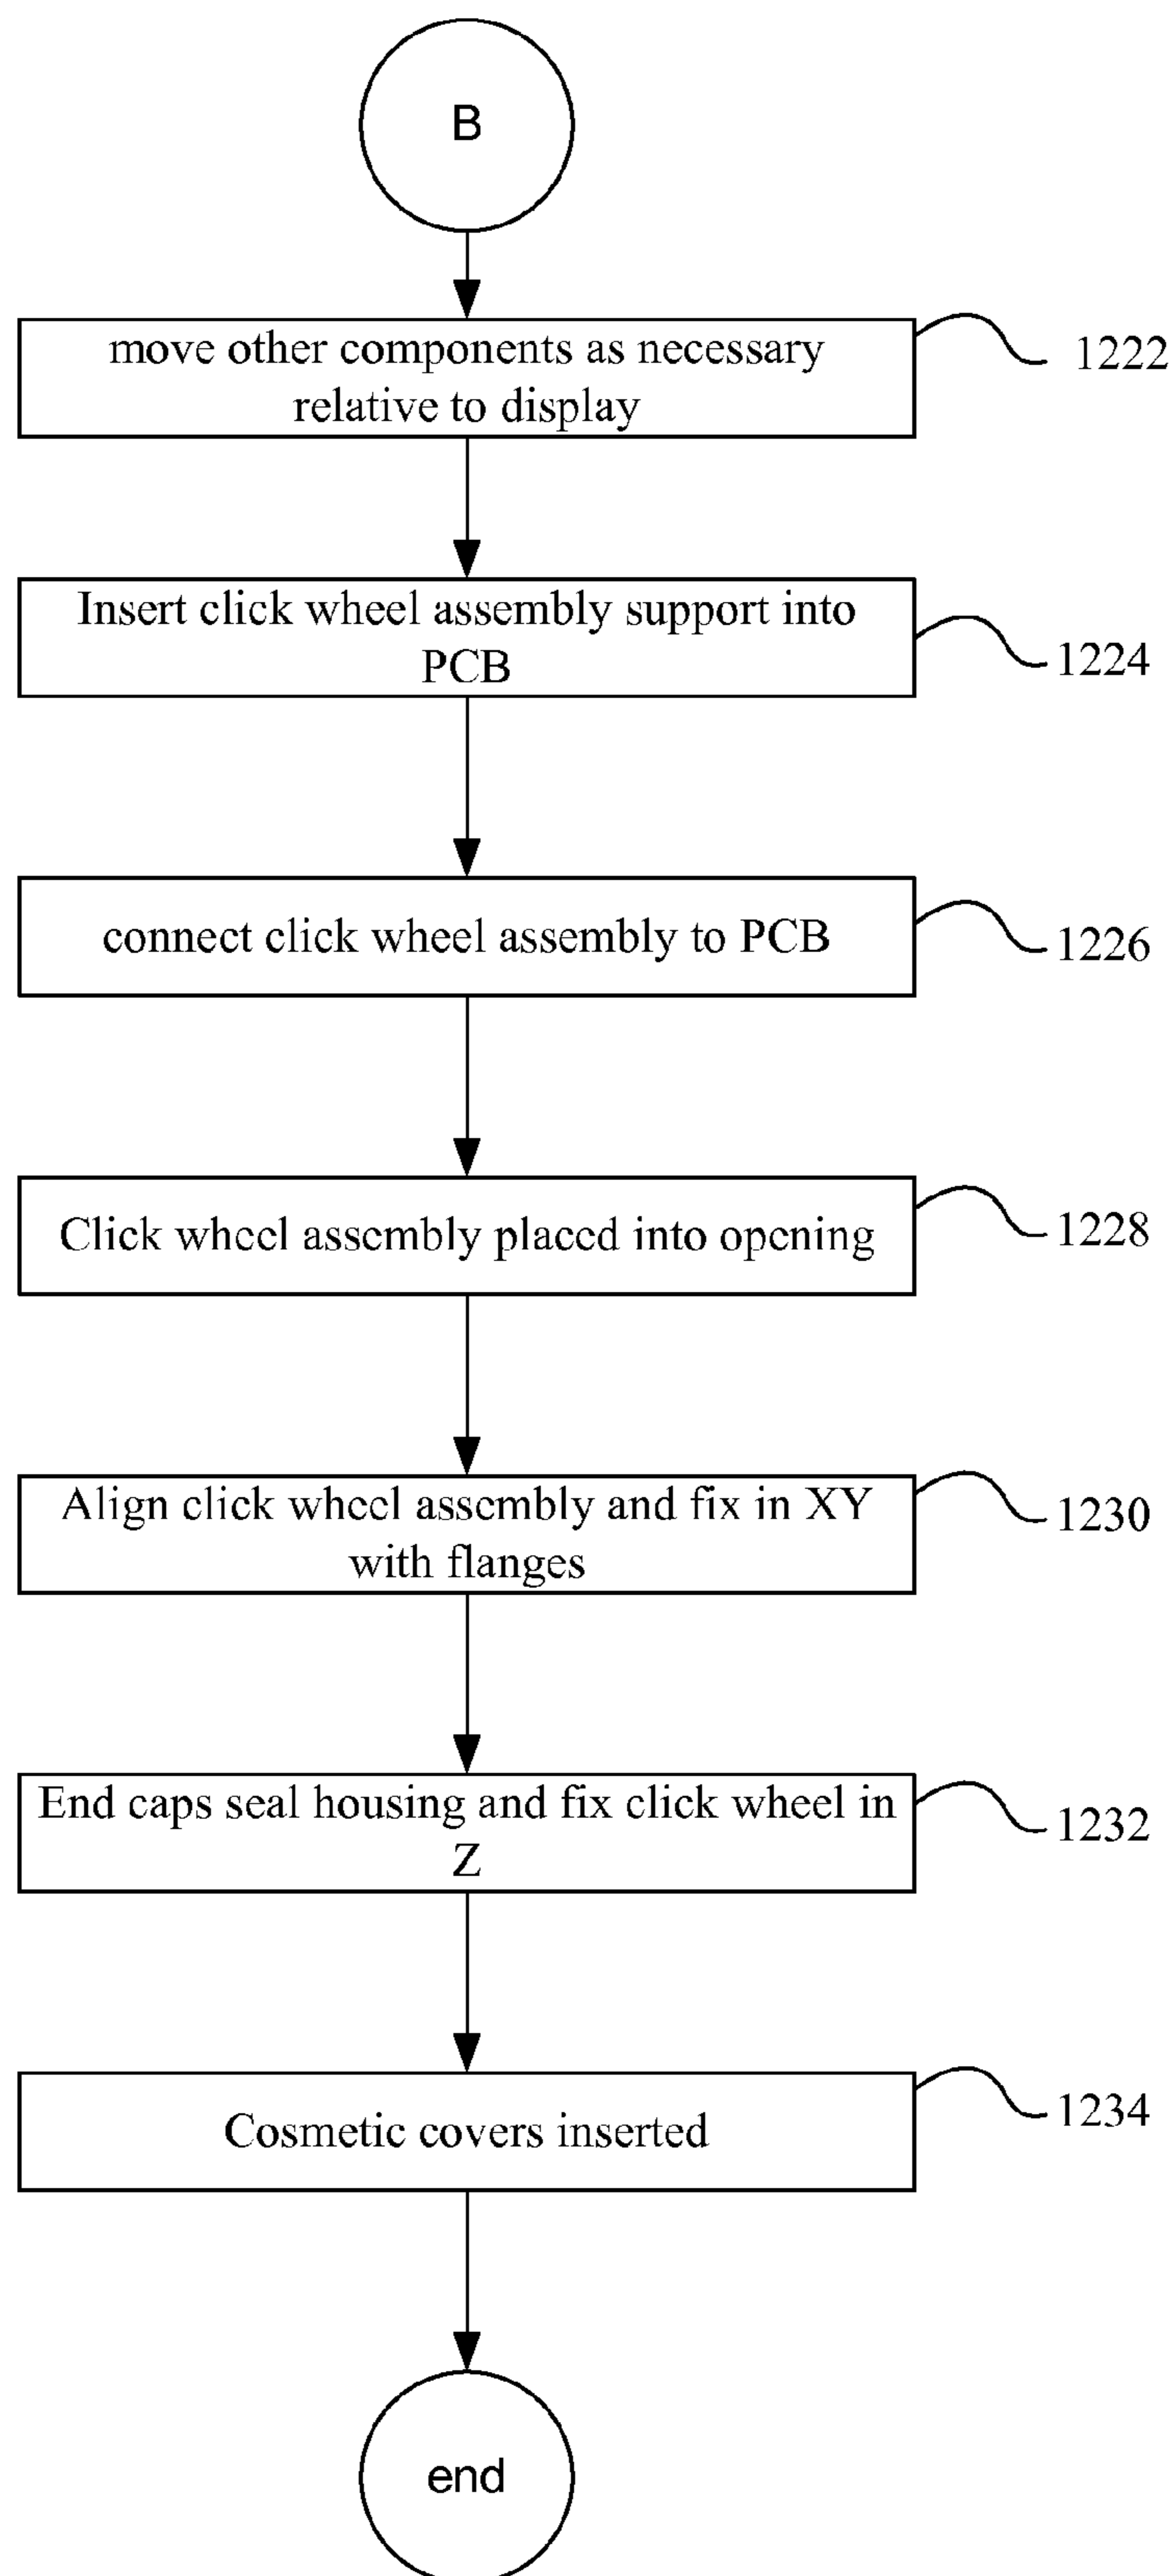 B
move other components as necessary
relative to display
1222
Insert click wheel assembly support into
PCB
1224
connect click wheel assembly to PCB
1226
Click wheel assembly placed into opening
1228
Align click wheel assembly and fix in XY
with flanges
1230
End caps seal housing and fix click wheel in
Z
1232
Cosmetic covers inserted
1234
end